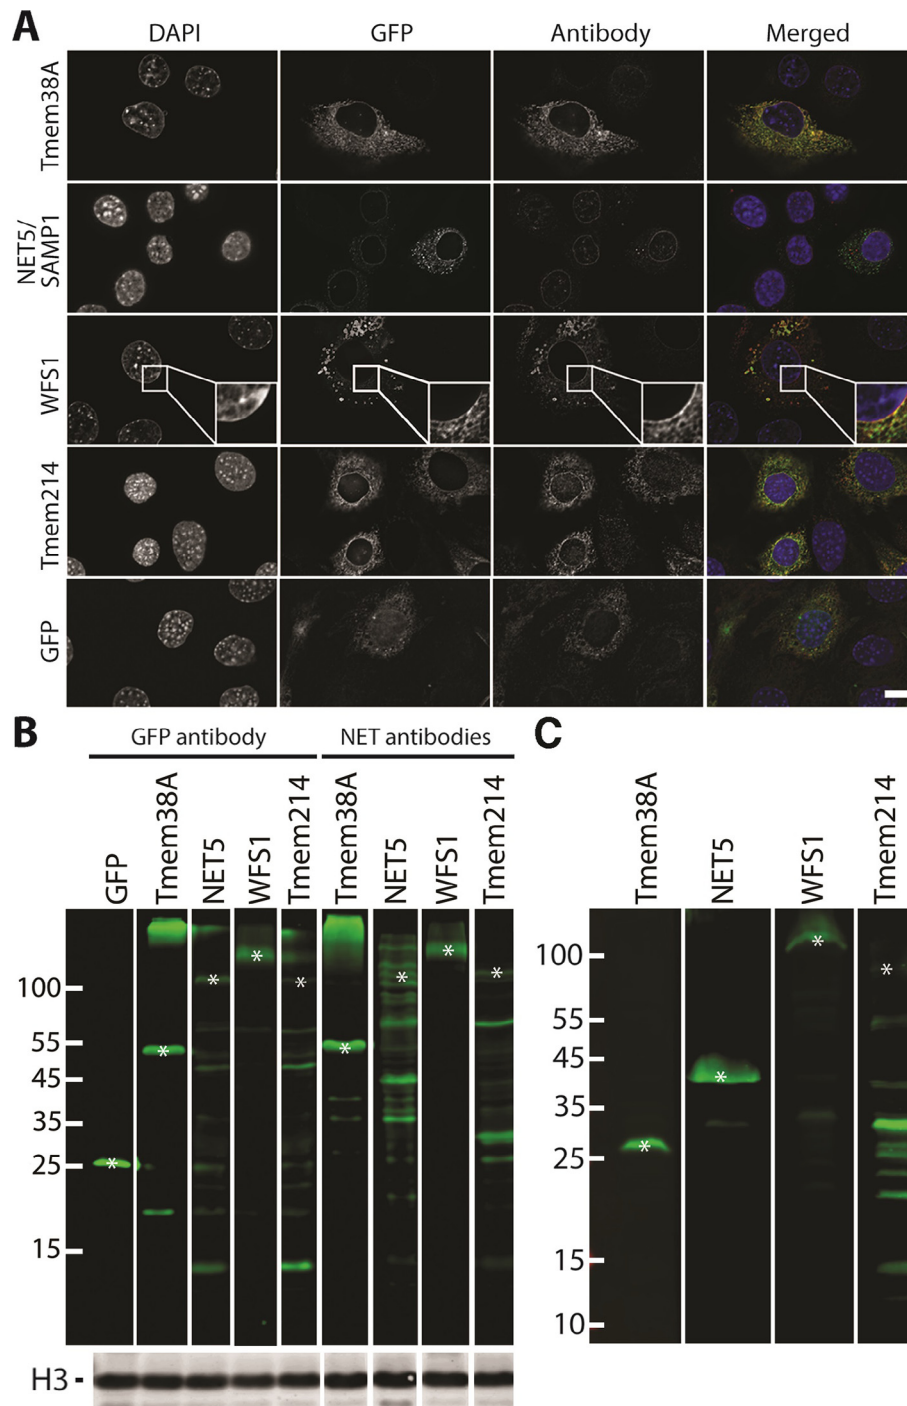 A
DAPI GFP Antibody Merged
Tmem38A
NET5/
SAMP1
WFS1
Tmem214
GFP
B
GFP antibody NET antibodies
GFP Tmem38A NET5 WFS1 Tmem214 Tmem38A NET5 WFS1 Tmem214
100
55
45
35
25
15
* * * * * * * * *
H3
C
Tmem38A NET5 WFS1 Tmem214
100
55
45
35
25
15
10
* * * *